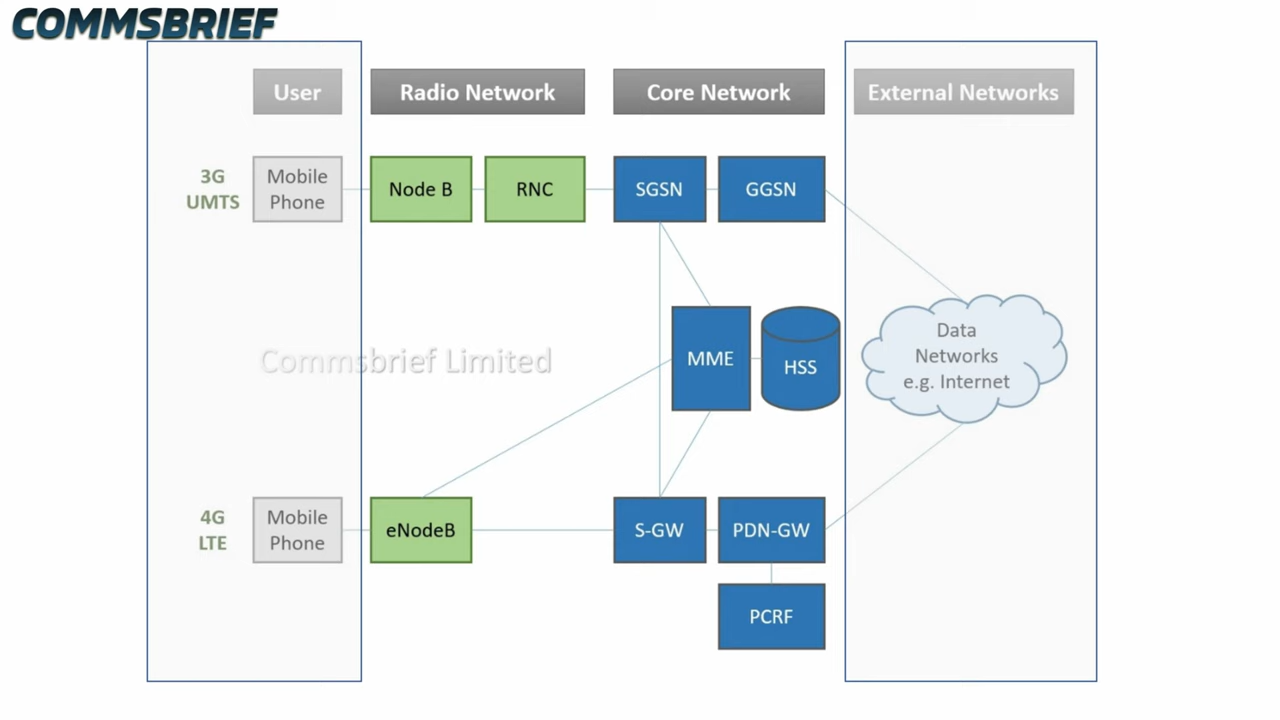 COMMSBRIEF
User
Radio Network
Core Network
External Networks
3G
UMTS
Mobile
Phone
Node B
RNC
SGSN
GGSN
Commsbrief Limited
MME
HSS
Data
Networks
e.g. Internet
4G
LTE
Mobile
Phone
eNodeB
S-GW
PDN-GW
PCRF